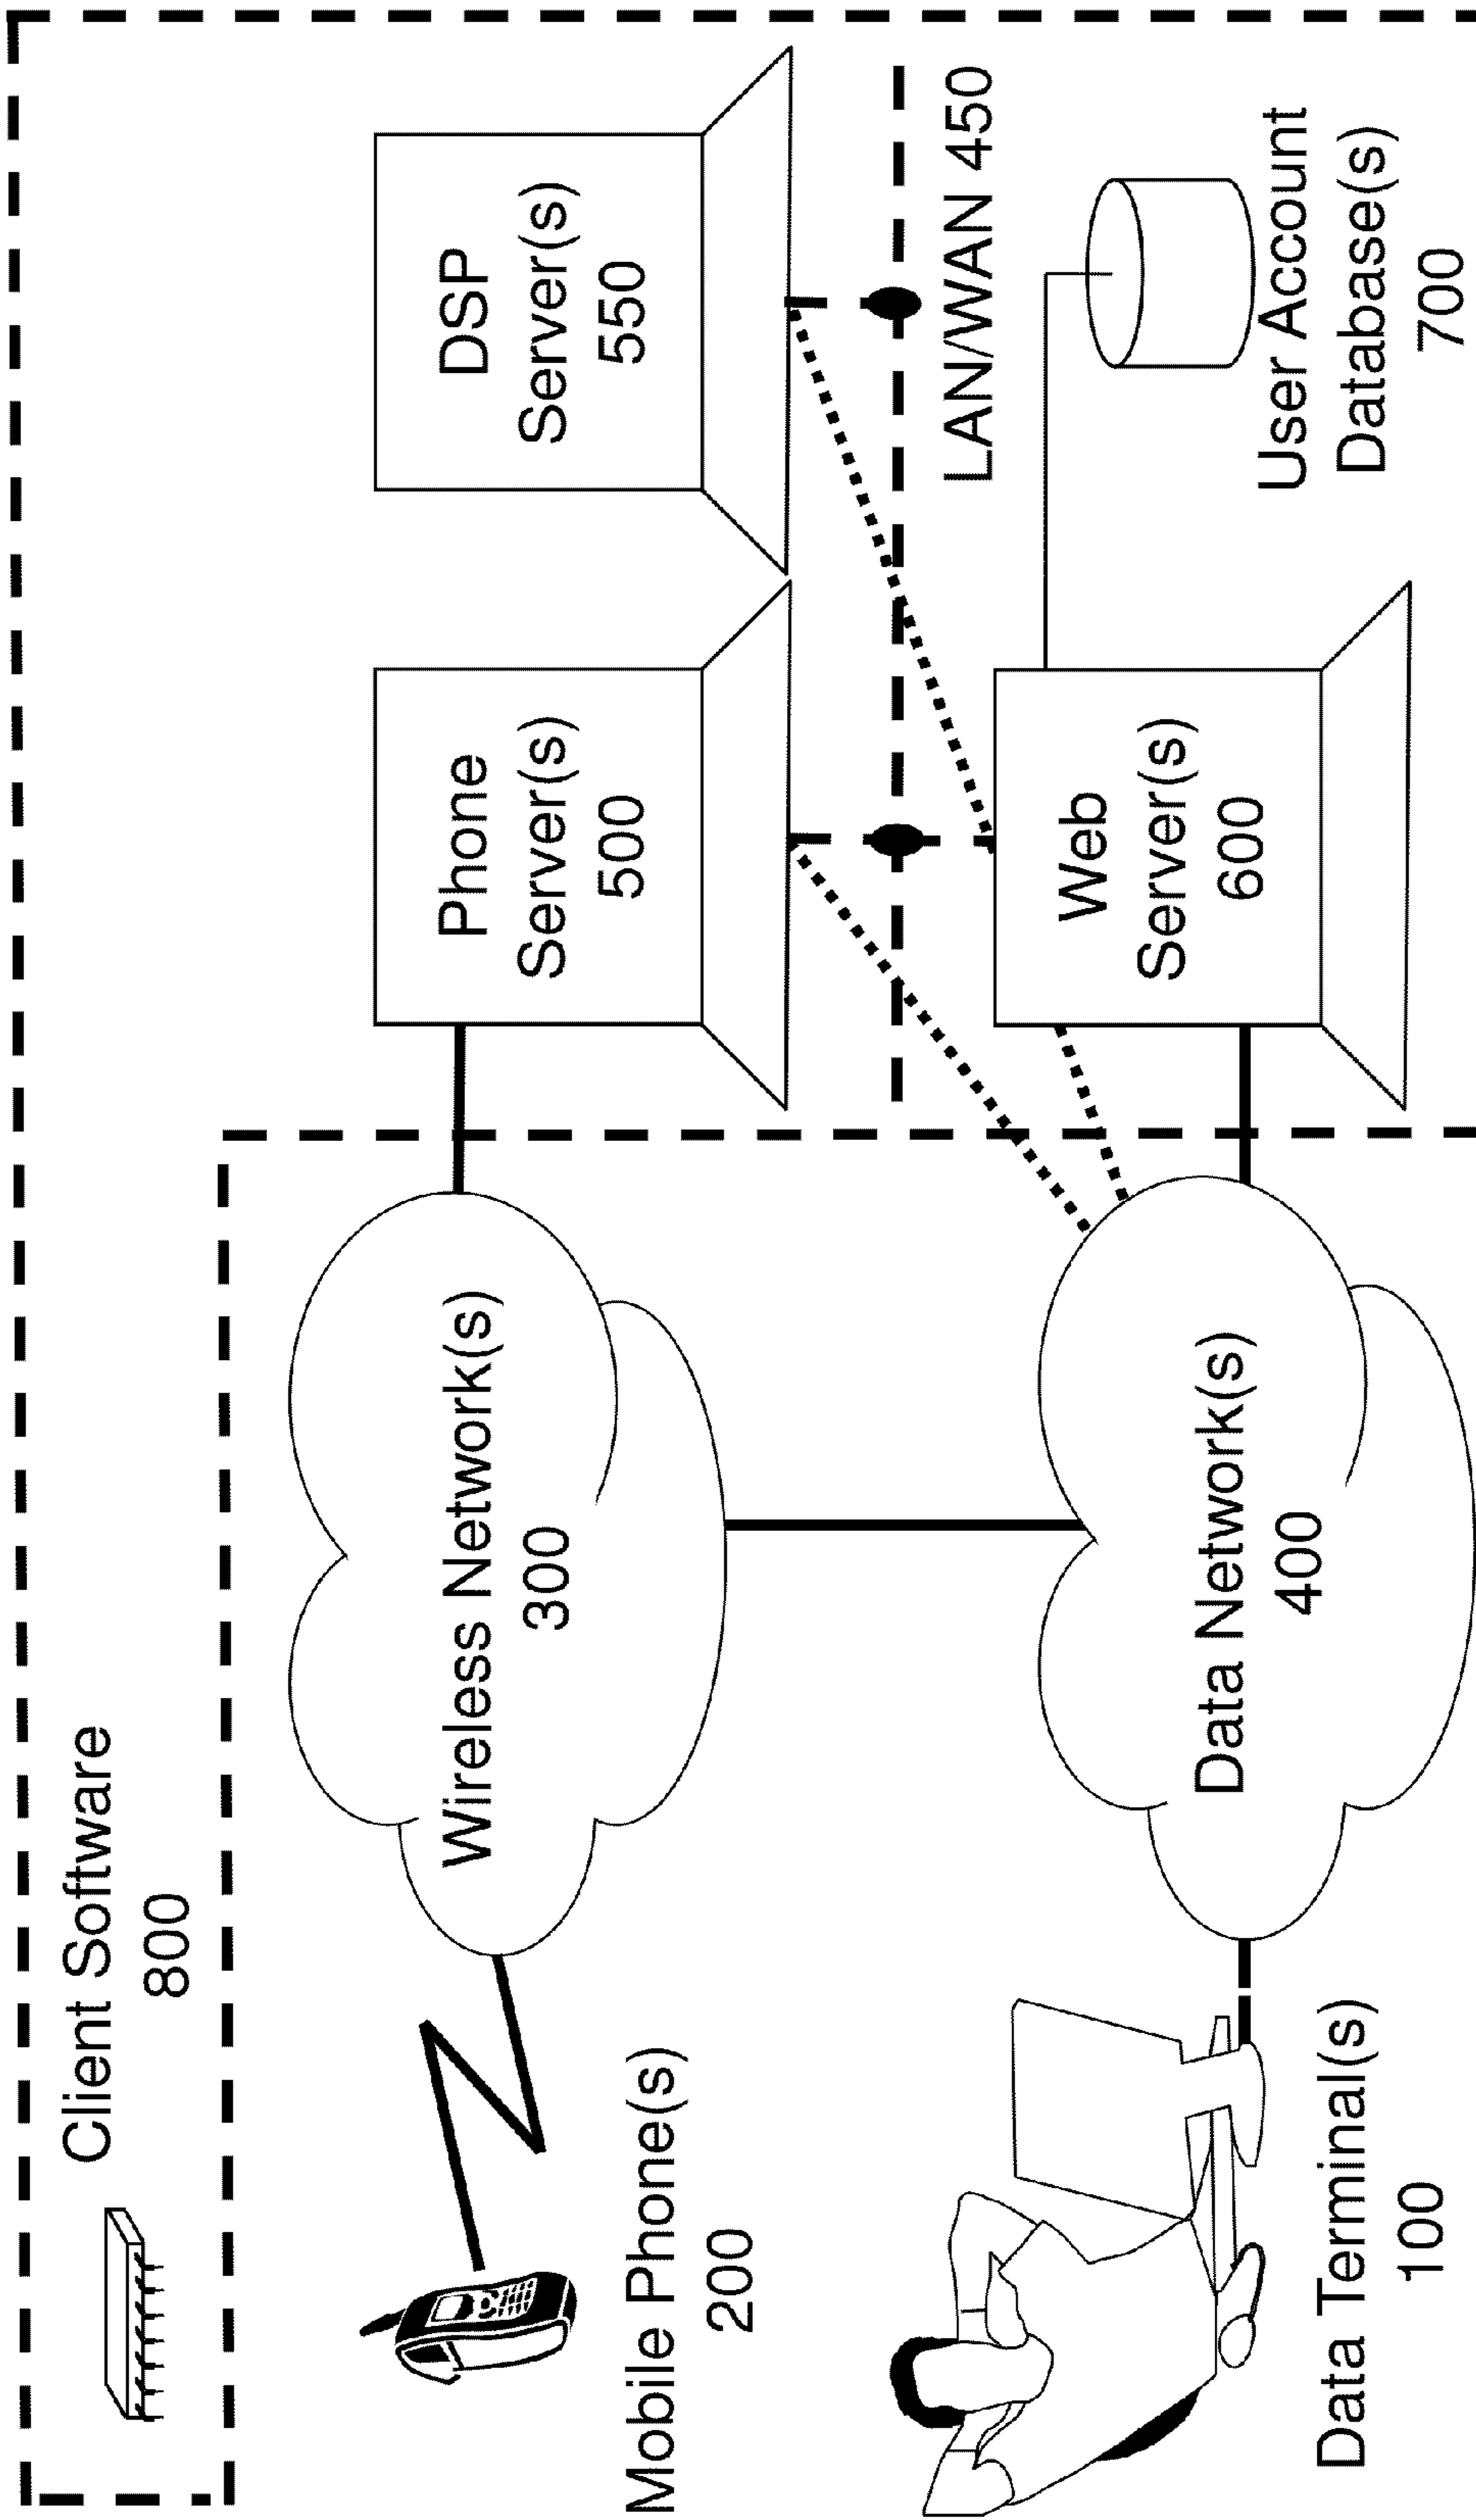 Client Software
800
Mobile Phone(s)
200
Wireless Network(s)
300
Phone
Server(s)
500
DSP
Server(s)
550
LAN/WAN 450
Data Terminal(s)
100
Data Network(s)
400
Web
Server(s)
600
User Account
Database(s)
700